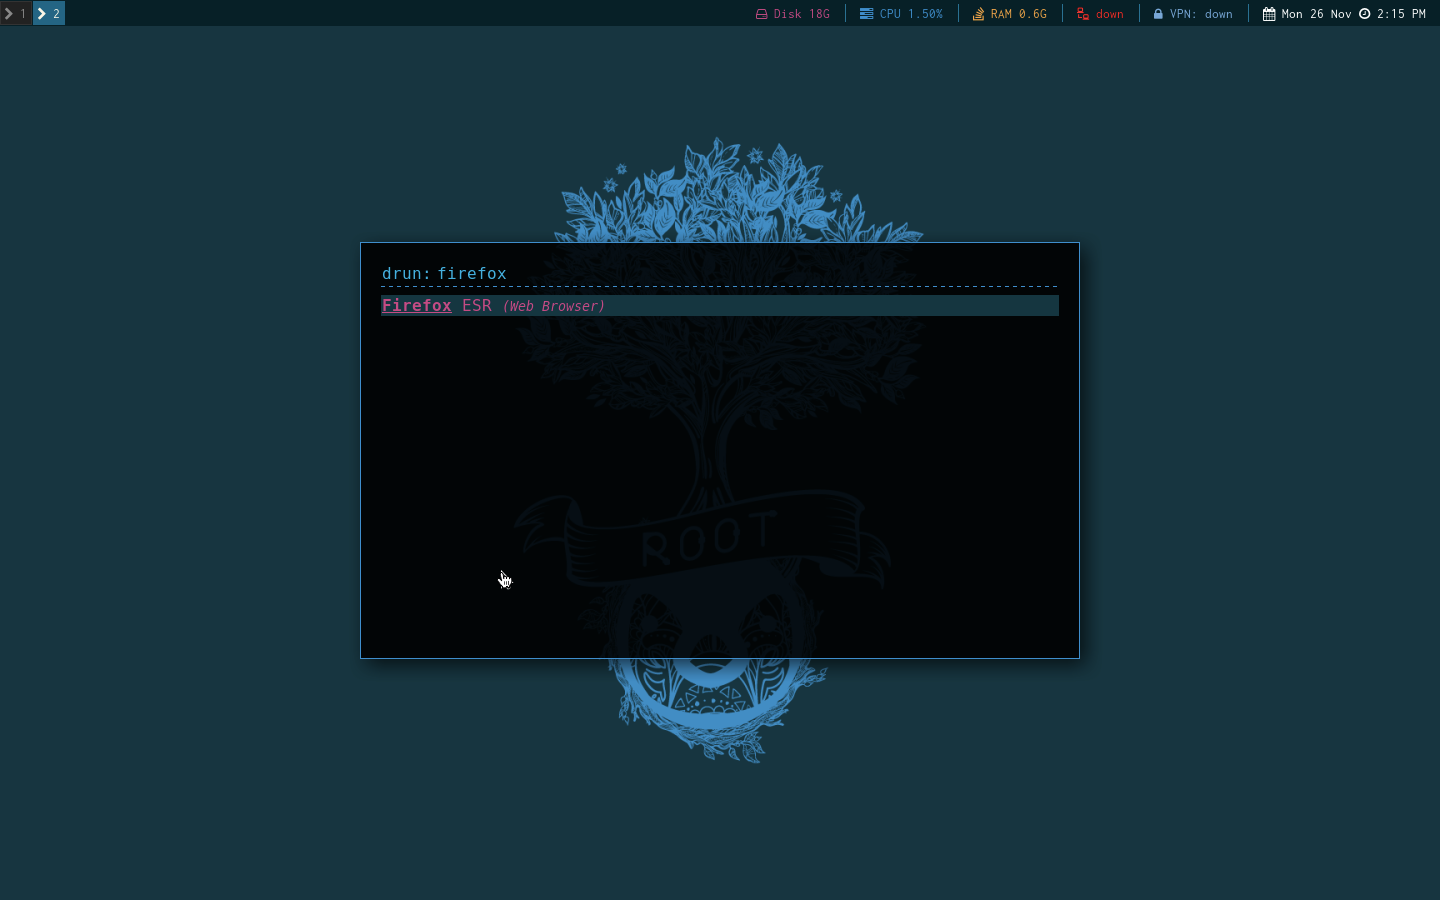 1 2 Disk 18G CPU 1.50% RAM 0.6G down VPN: down Mon 26 Nov 2:15 PM
drun: firefox
Firefox ESR (Web Browser)
ROOT